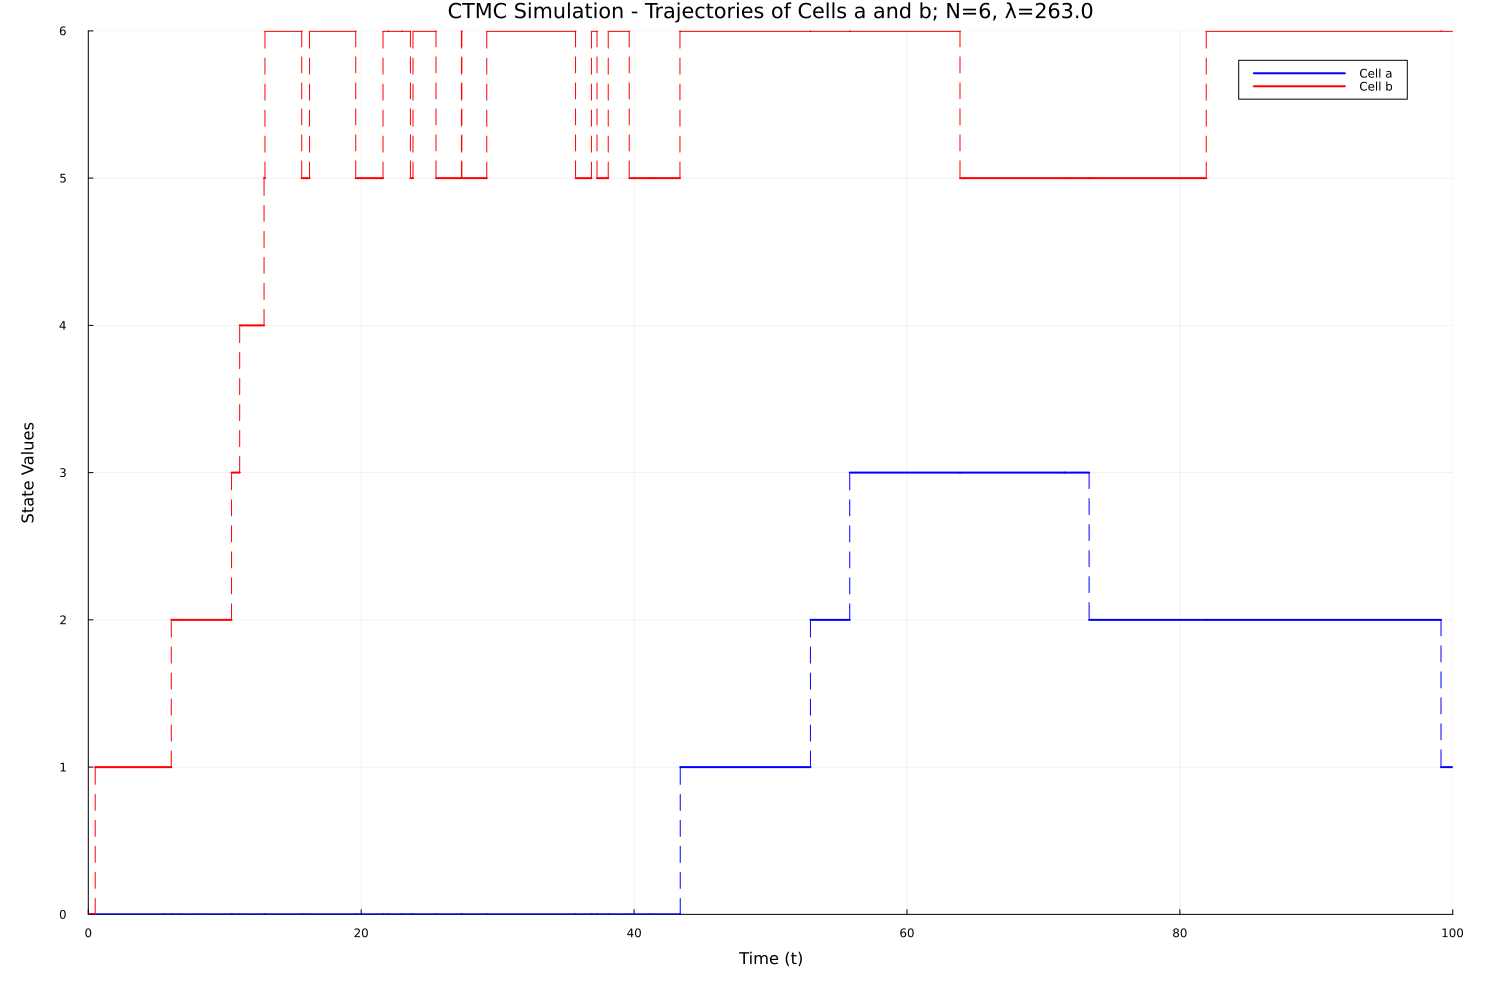 CTMC Simulation - Trajectories of Cells a and b; N=6, λ=263.0
6
Cell a
Cell b
5
4
State Values
3
2
1
0
0 20 40 60 80 100
Time (t)